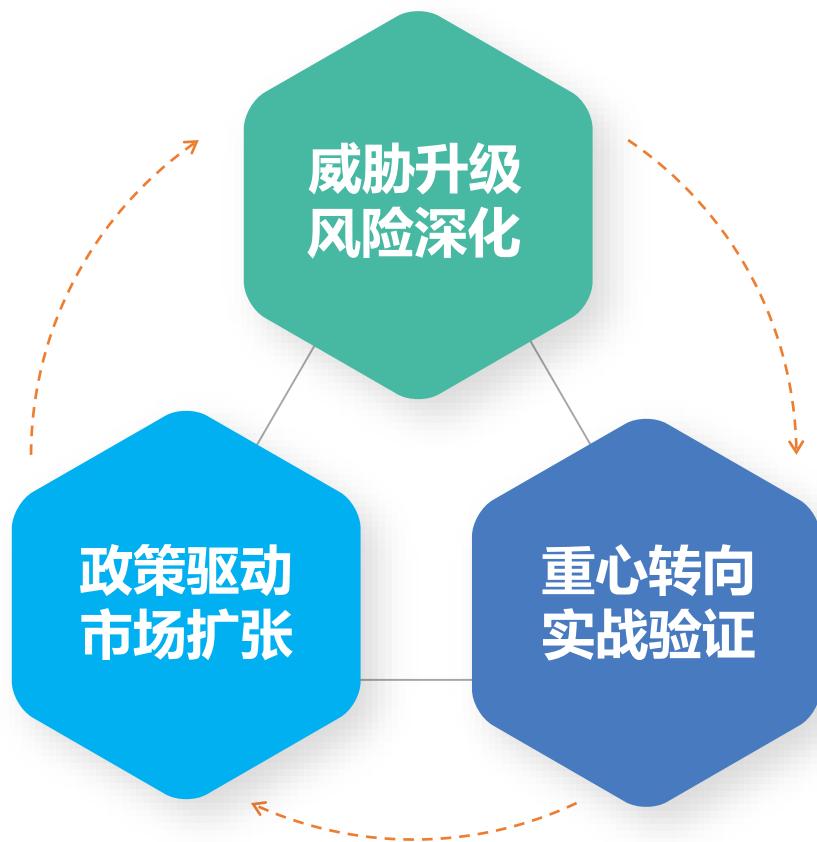 威胁升级
风险深化
政策驱动
市场扩张
重心转向
实战验证